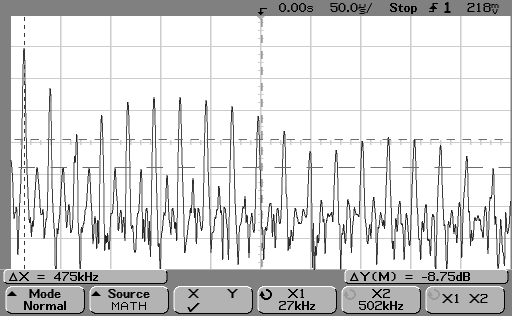 0.00s 50.0㎲/ Stop 1 218mV
ΔX = 475kHz ΔY(M) = -8.75dB
Mode Source X Y X1 X2 X1 X2
Normal MATH ✓ 27kHz 502kHz